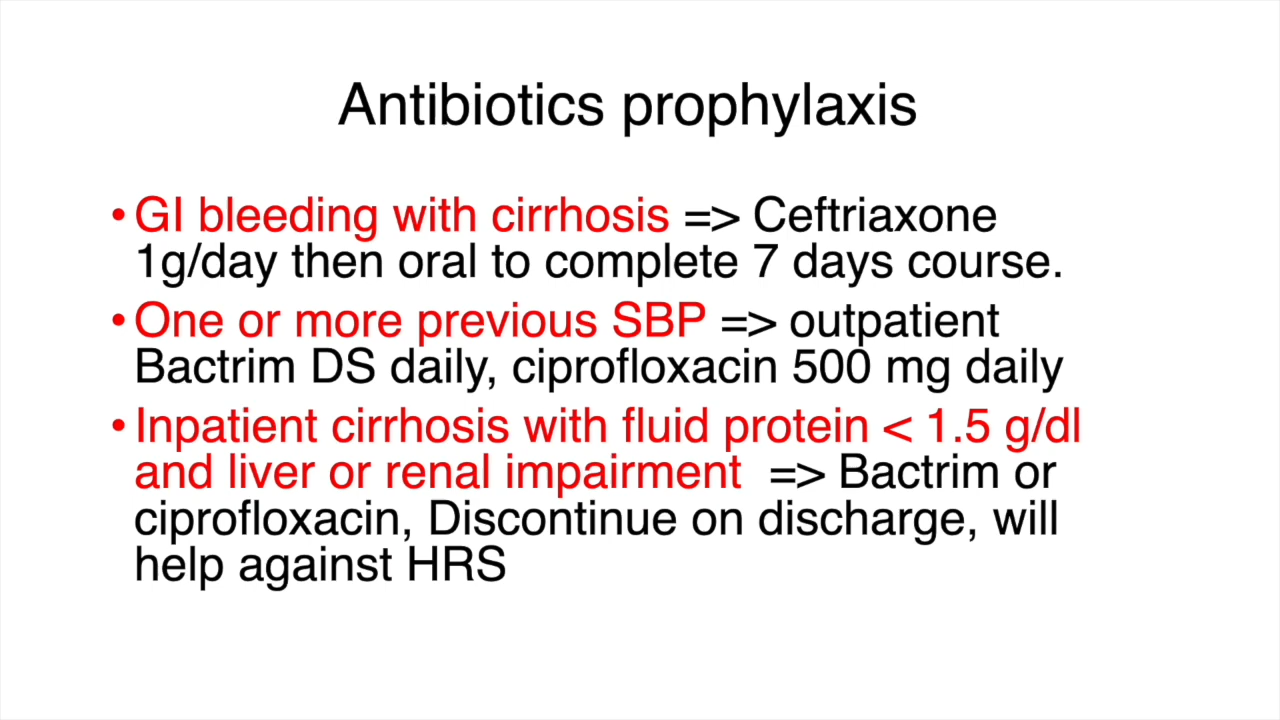 Antibiotics prophylaxis
•GI bleeding with cirrhosis => Ceftriaxone
1g/day then oral to complete 7 days course.
•One or more previous SBP => outpatient
Bactrim DS daily, ciprofloxacin 500 mg daily
•Inpatient cirrhosis with fluid protein < 1.5 g/dl
and liver or renal impairment => Bactrim or
ciprofloxacin, Discontinue on discharge, will
help against HRS